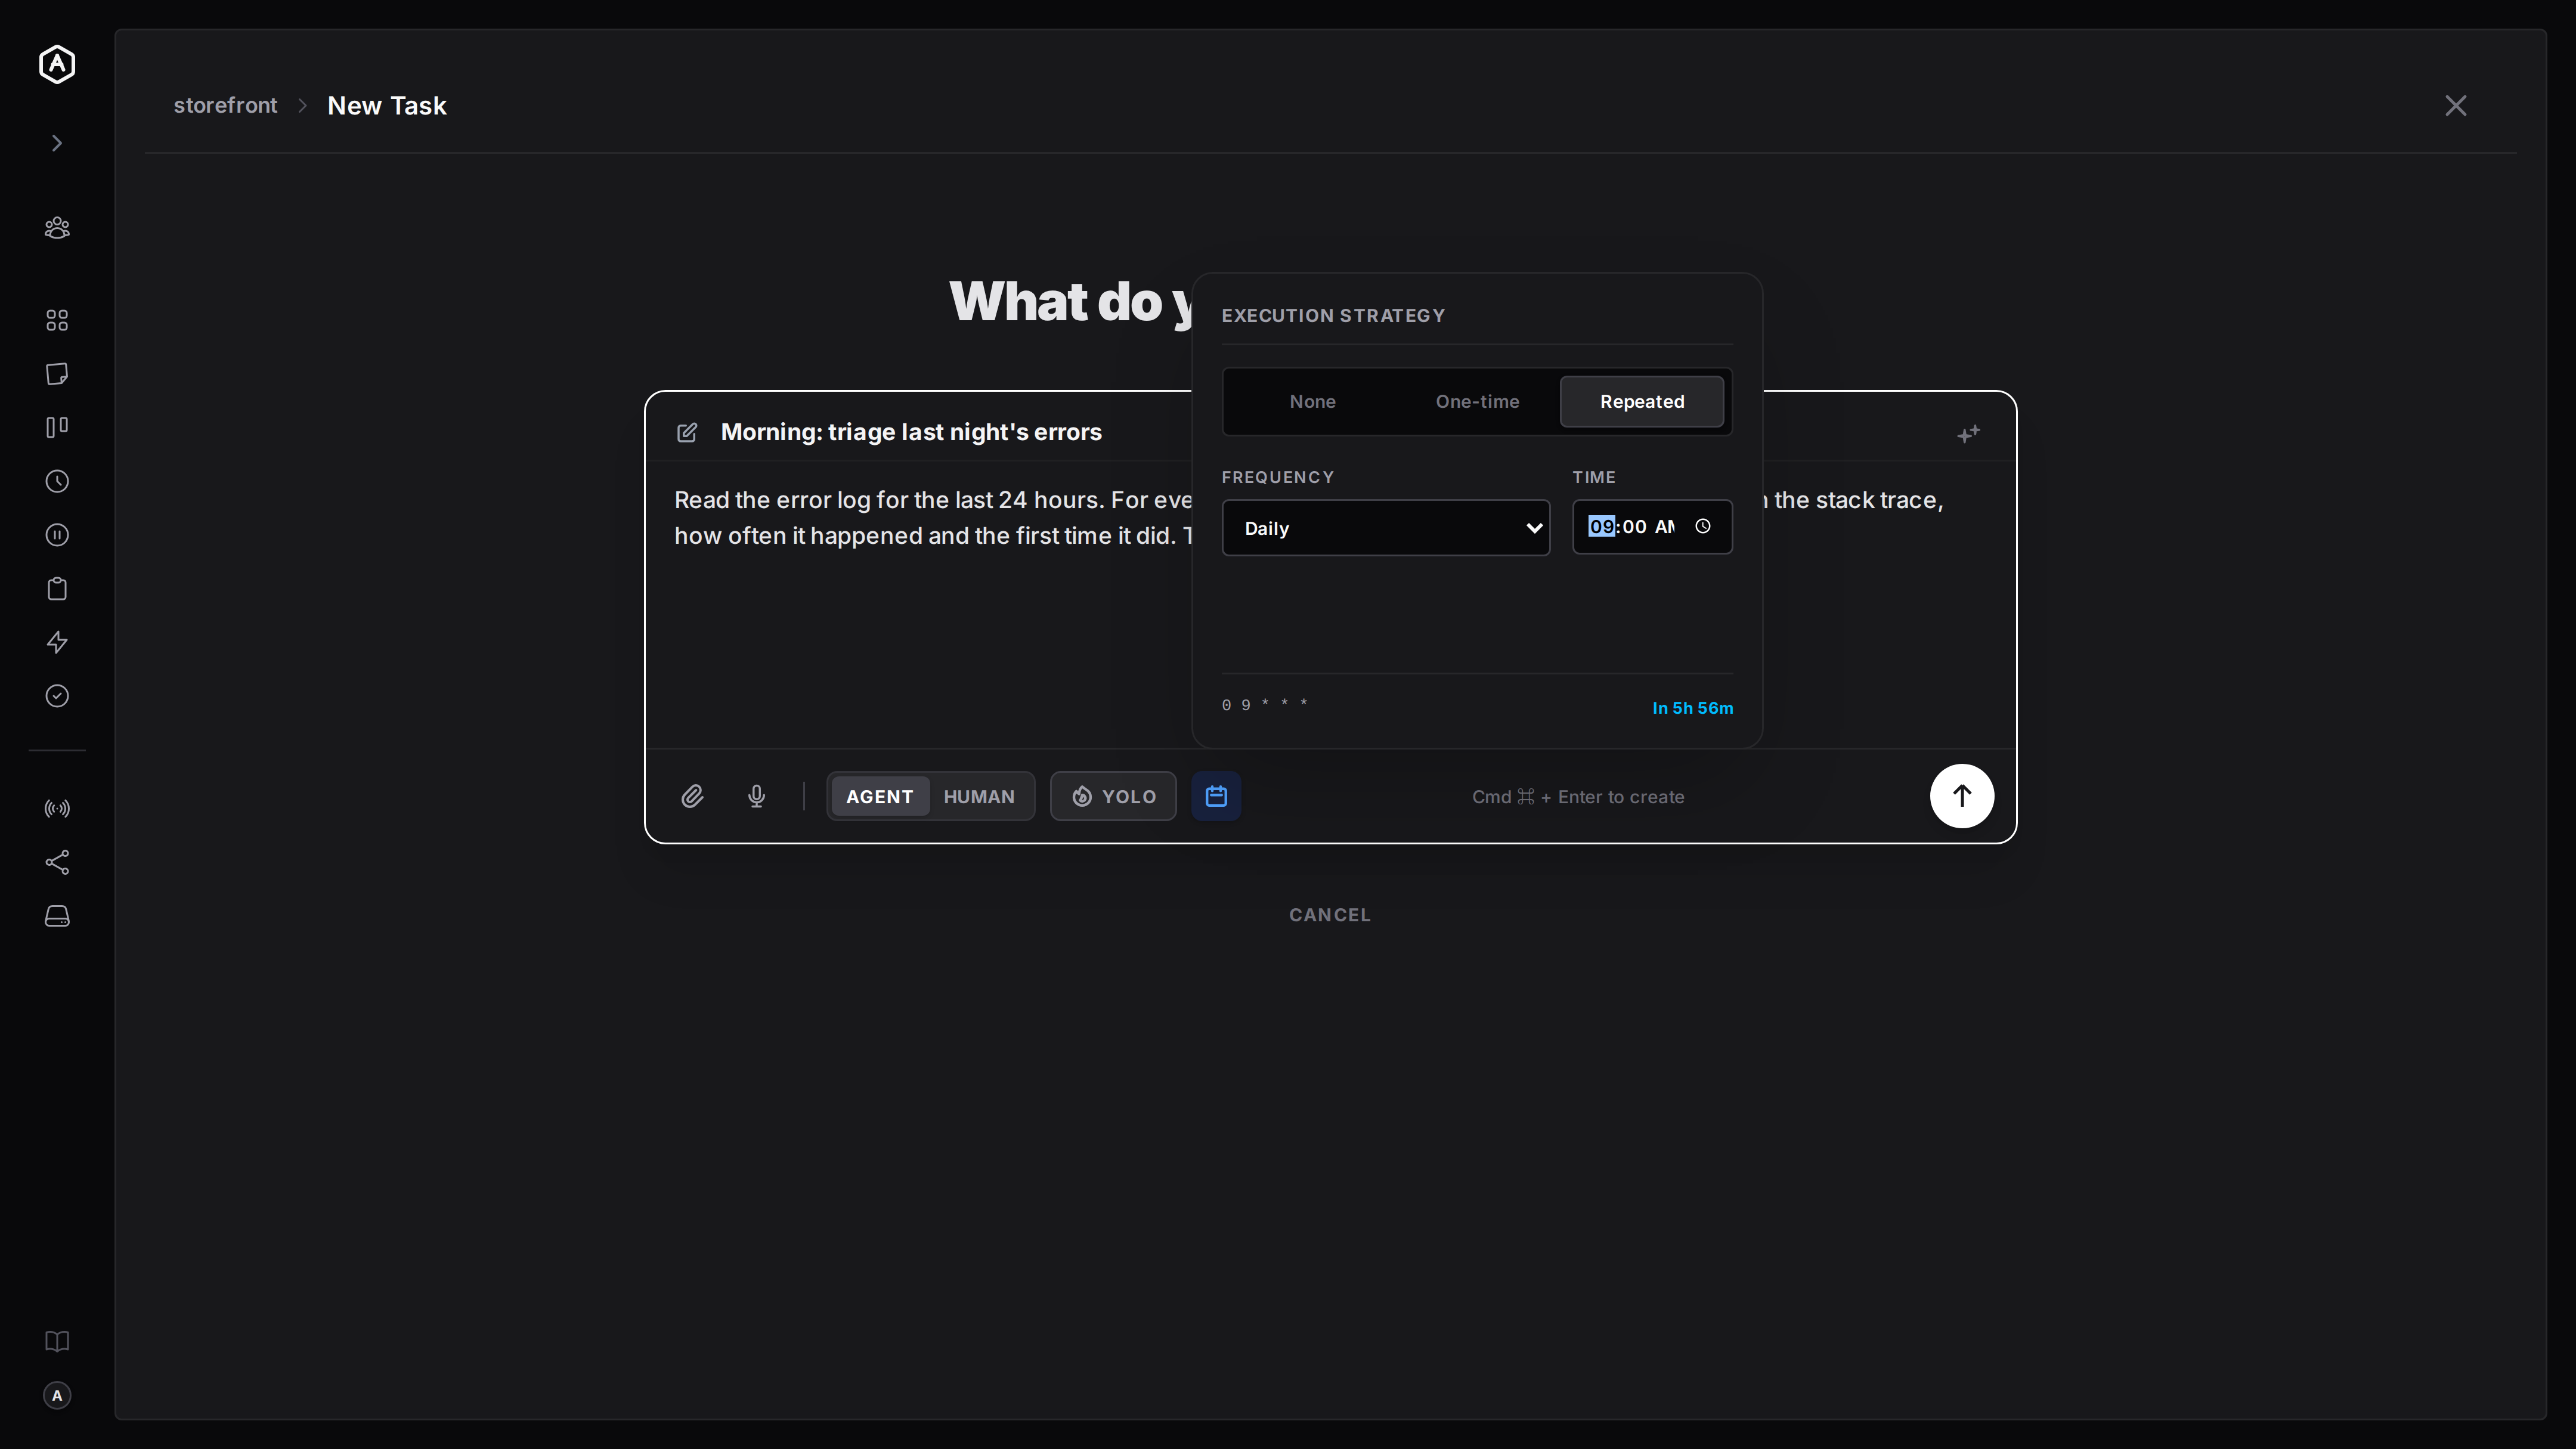 A
storefront > New Task
What do y
EXECUTION STRATEGY
None One-time Repeated
Morning: triage last night's errors
FREQUENCY TIME
Daily 09:00 AM
Read the error log for the last 24 hours. For eve the stack trace,
how often it happened and the first time it did.
0 9 * * * In 5h 56m
AGENT HUMAN YOLO Cmd ⌘ + Enter to create
CANCEL
A